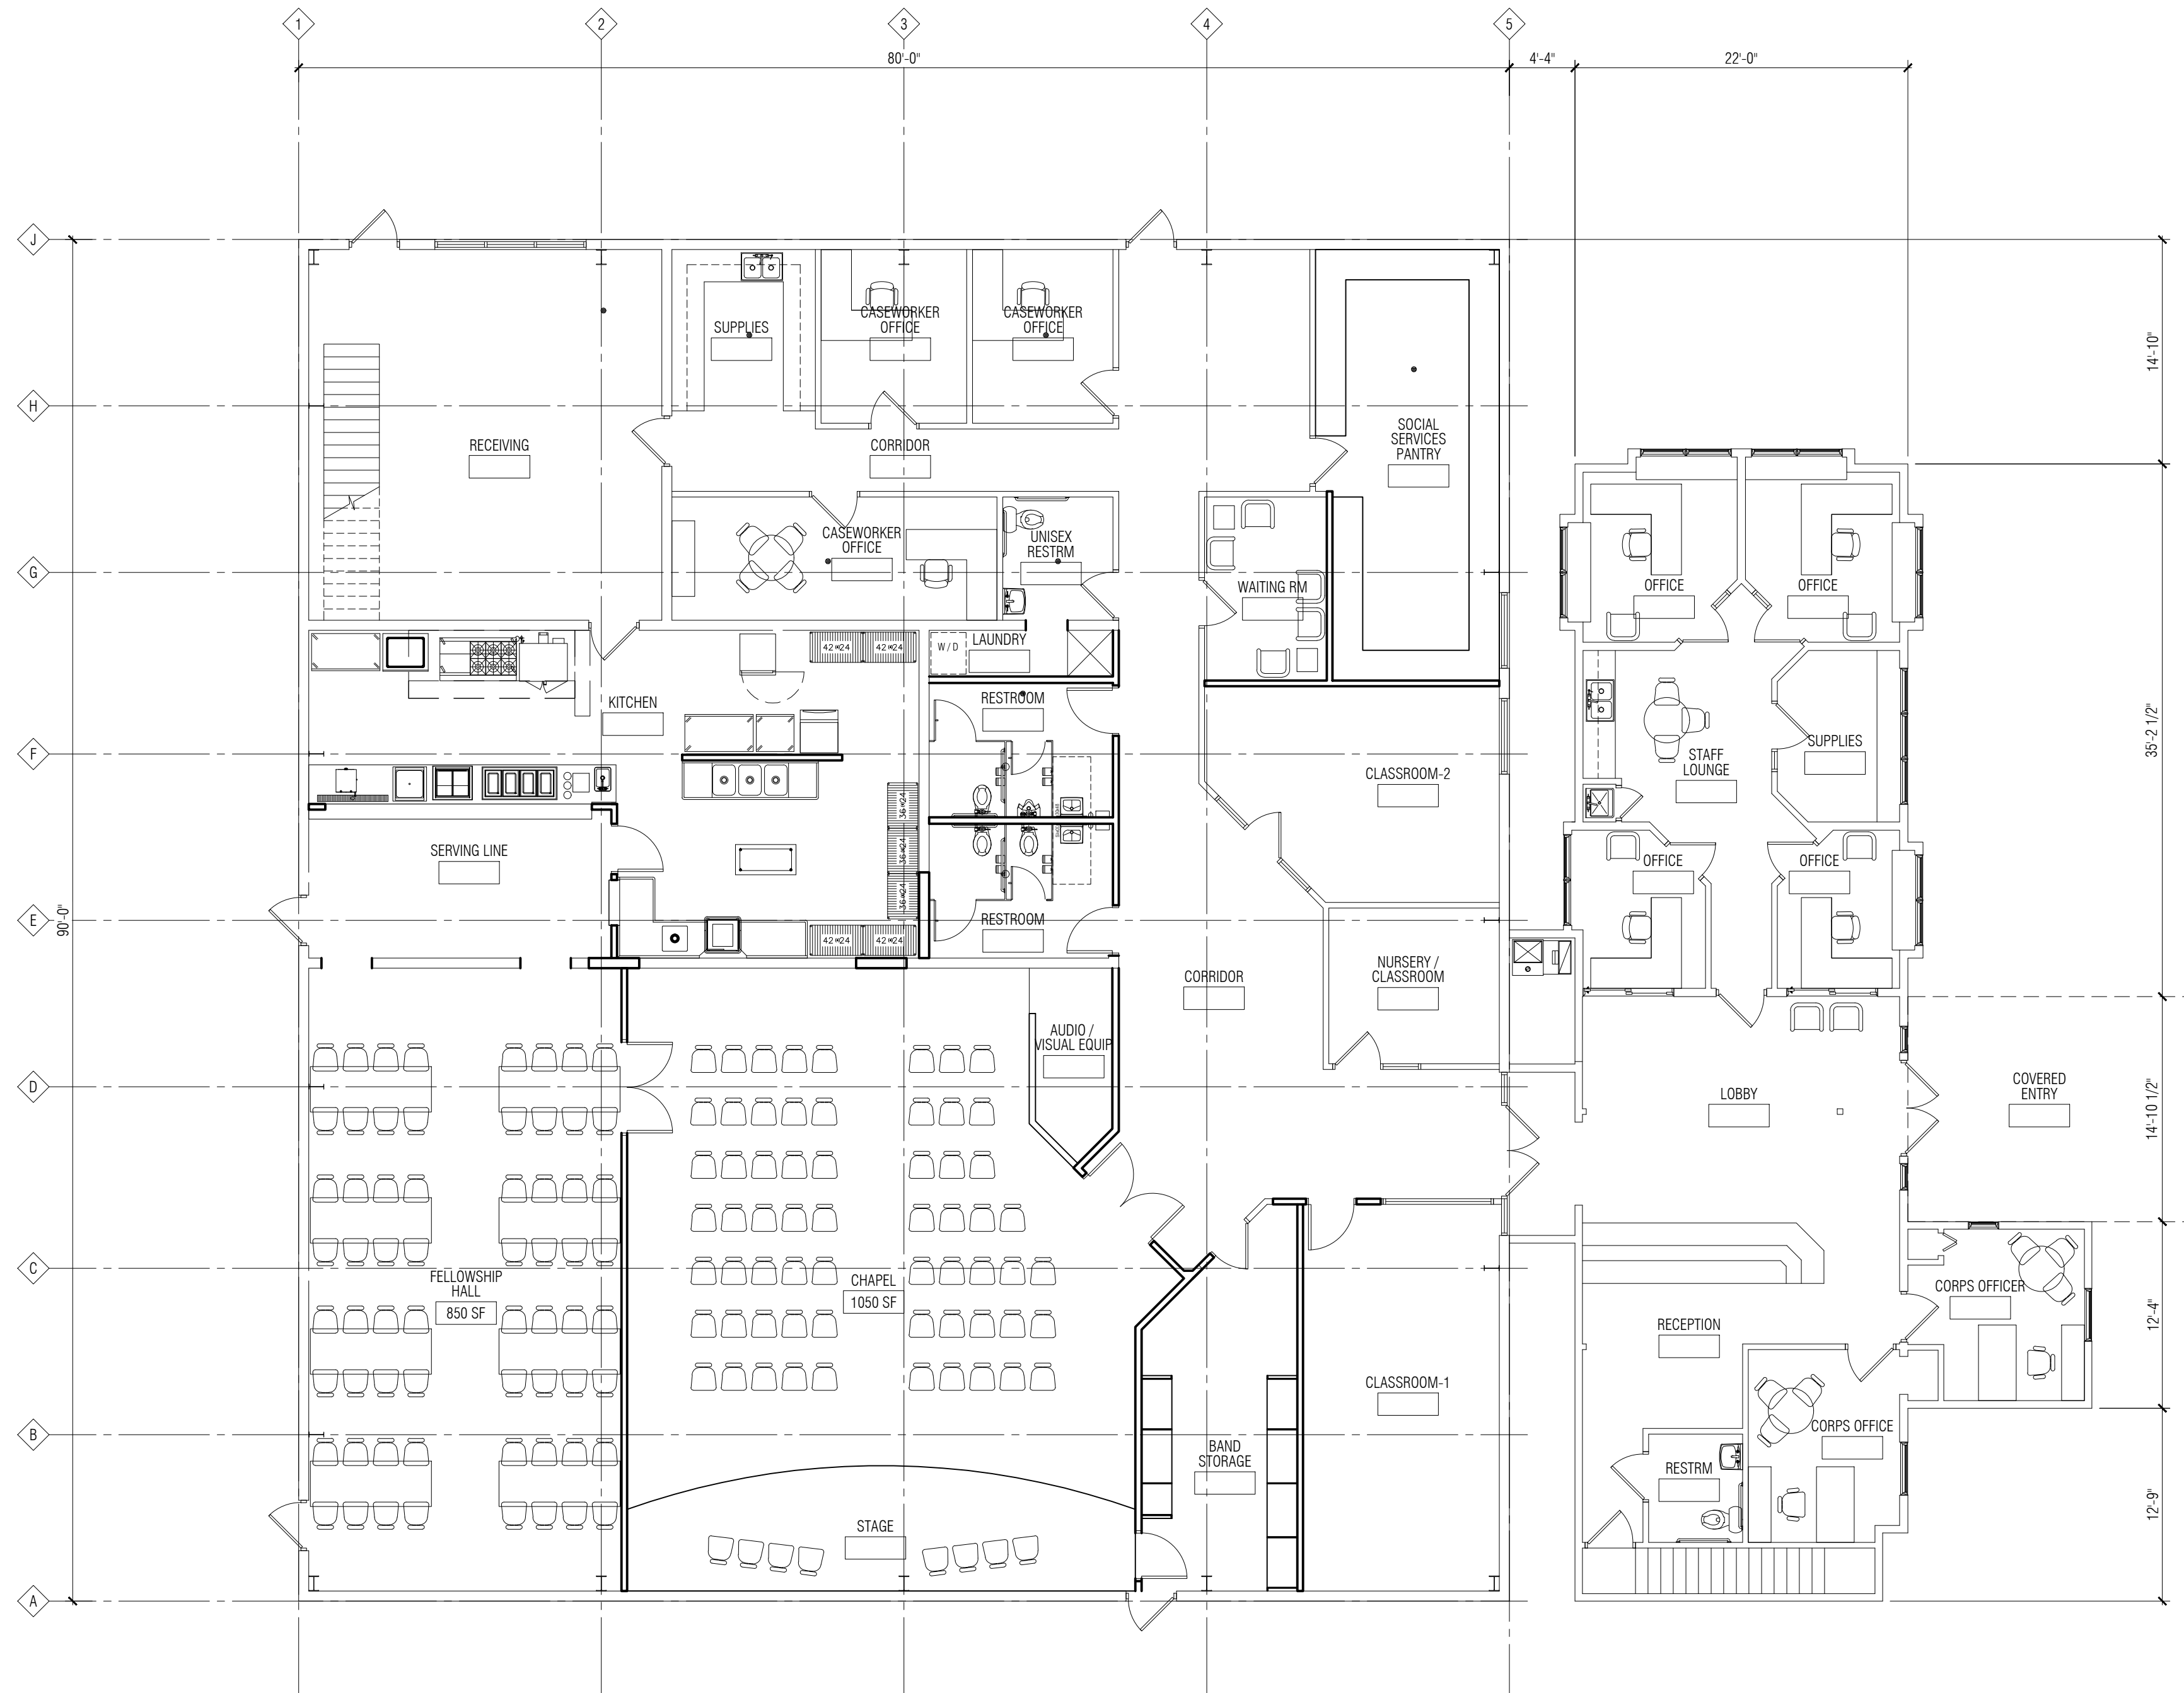 1
2
3
4
5
80'-0"
4'-4"
22'-0"
J
H
G
F
E
D
C
B
A
90'-0"
14'-10"
35'-2 1/2"
14'-10 1/2"
12'-4"
12'-9"
SUPPLIES
CASEWORKER
OFFICE
CASEWORKER
OFFICE
RECEIVING
CORRIDOR
SOCIAL
SERVICES
PANTRY
CASEWORKER
OFFICE
UNISEX
RESTRM
WAITING RM
OFFICE
OFFICE
LAUNDRY
W / D
42x24
42x24
KITCHEN
RESTROOM
STAFF
LOUNGE
SUPPLIES
CLASSROOM-2
36x24
36x24
36x24
SERVING LINE
OFFICE
OFFICE
RESTROOM
42x24
42x24
CORRIDOR
NURSERY /
CLASSROOM
AUDIO /
VISUAL EQUIP
LOBBY
COVERED
ENTRY
FELLOWSHIP
HALL
850 SF
CHAPEL
1050 SF
CORPS OFFICER
RECEPTION
CLASSROOM-1
CORPS OFFICE
BAND
STORAGE
RESTRM
STAGE